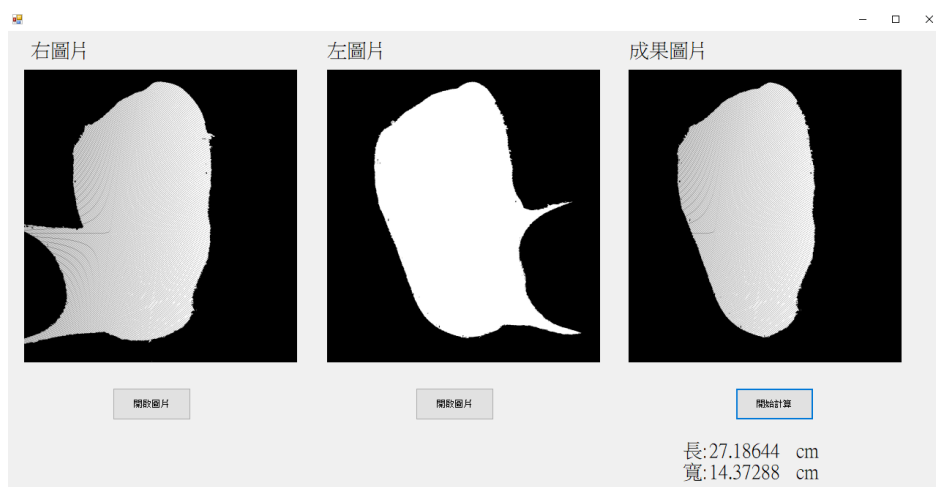 右圖片
左圖片
成果圖片
開啟圖片
開啟圖片
開始計算
長:27.18644 cm
寬:14.37288 cm